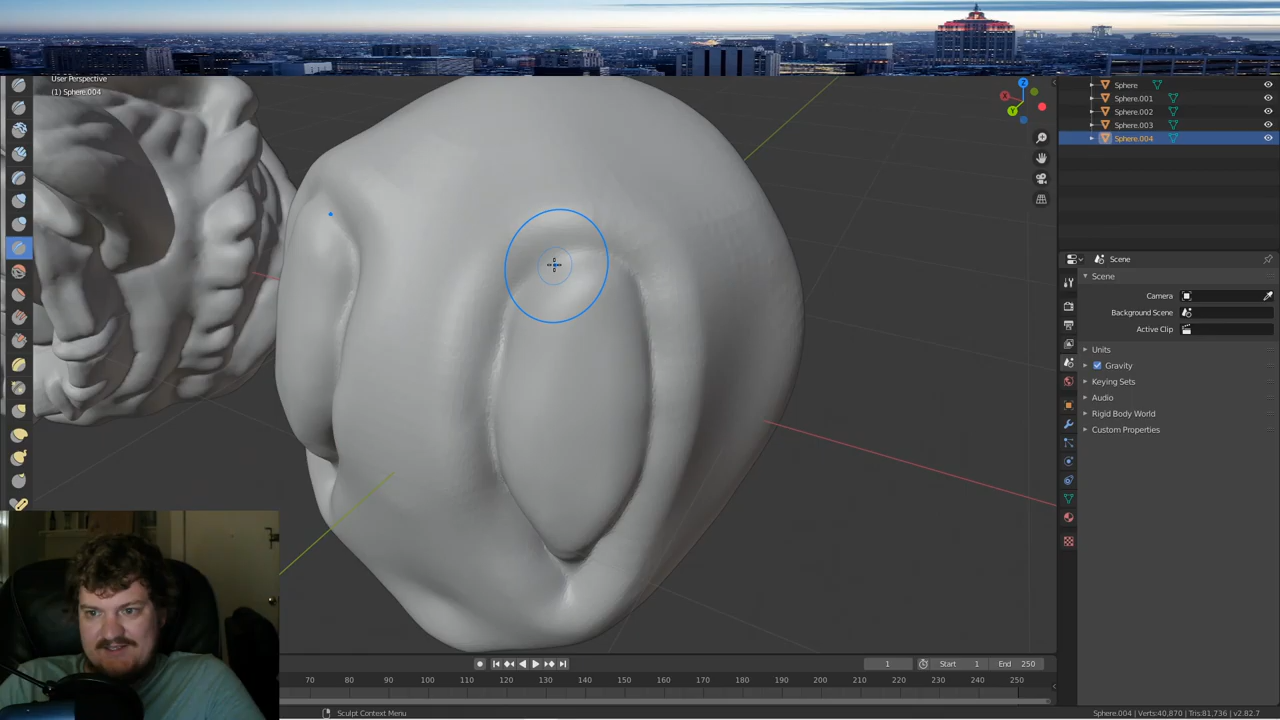 User Perspective
(1) Sphere.004
Sphere
Sphere.001
Sphere.002
Sphere.003
Sphere.004
X
Y
Z
Scene
Scene
Camera
Background Scene
Active Clip
Units
Gravity
Keying Sets
Audio
Rigid Body World
Custom Properties
1
Start 1
End 250
70 80 90 100 110 120 130 140 150 160 170 180 190 200 210 220 230 240 250
Sculpt Context Menu
Sphere.004 | Verts:40,870 | Tris:81,736 | v2.82.7